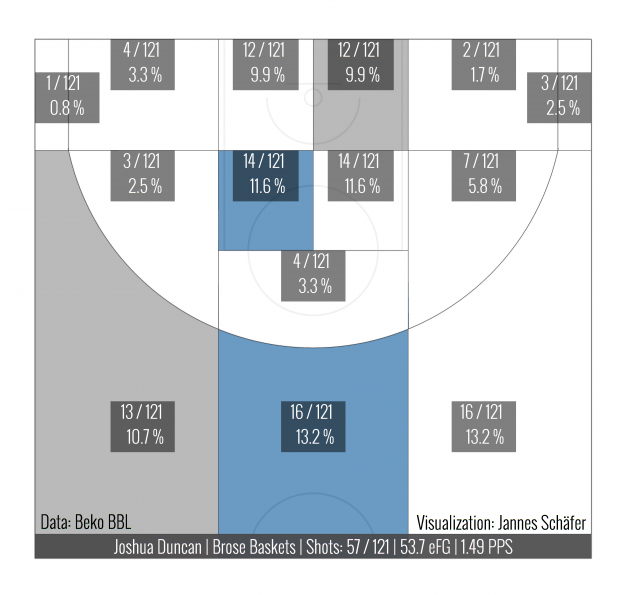 4 / 121
3.3 %
12 / 121
9.9 %
12 / 121
9.9 %
2 / 121
1.7 %
1 / 121
0.8 %
3 / 121
2.5 %
3 / 121
2.5 %
14 / 121
11.6 %
14 / 121
11.6 %
7 / 121
5.8 %
4 / 121
3.3 %
13 / 121
10.7 %
16 / 121
13.2 %
16 / 121
13.2 %
Data: Beko BBL
Visualization: Jannes Schäfer
Joshua Duncan | Brose Baskets | Shots: 57 / 121 | 53.7 eFG | 1.49 PPS